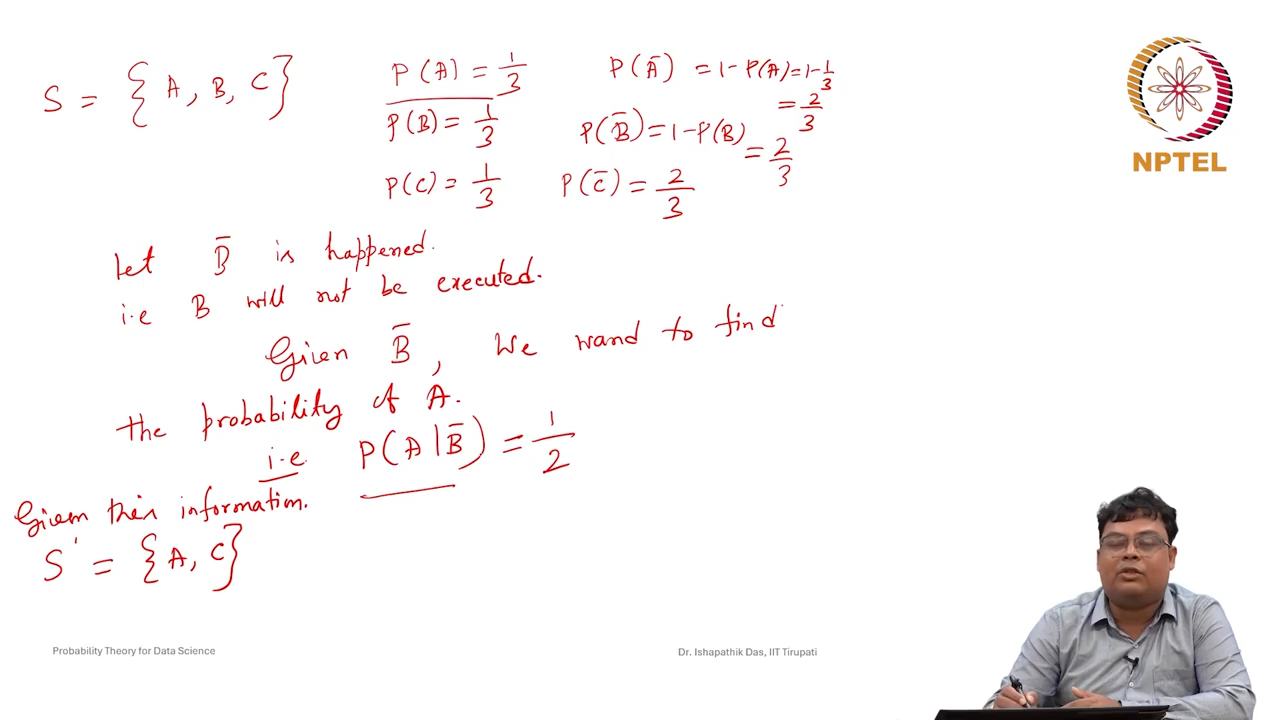 S = { A, B, C }
P(A) = 1/3
P(B) = 1/3
P(C) = 1/3
P(Ā) = 1 - P(A) = 1 - 1/3
= 2/3
P(B̄) = 1 - P(B)
= 2/3
P(C̄) = 2/3
NPTEL
Let B̄ is happened.
i.e B will not be executed.
Given B̄, We wand to find
the probability of A.
i.e. P(A|B̄) = 1/2
Given this information.
S' = {A, C}
Probability Theory for Data Science
Dr. Ishapathik Das, IIT Tirupati